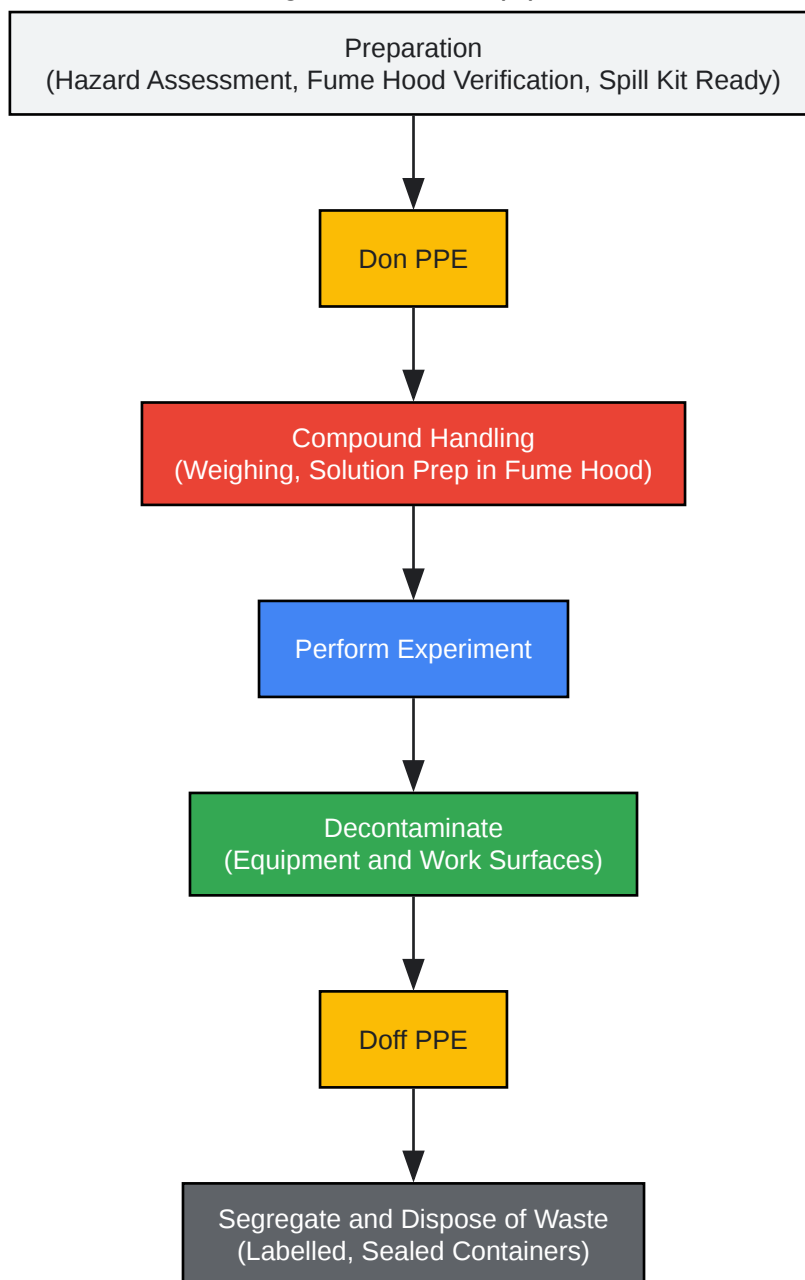 Preparation
(Hazard Assessment, Fume Hood Verification, Spill Kit Ready)
Don PPE
Compound Handling
(Weighing, Solution Prep in Fume Hood)
Perform Experiment
Decontaminate
(Equipment and Work Surfaces)
Doff PPE
Segregate and Dispose of Waste
(Labelled, Sealed Containers)